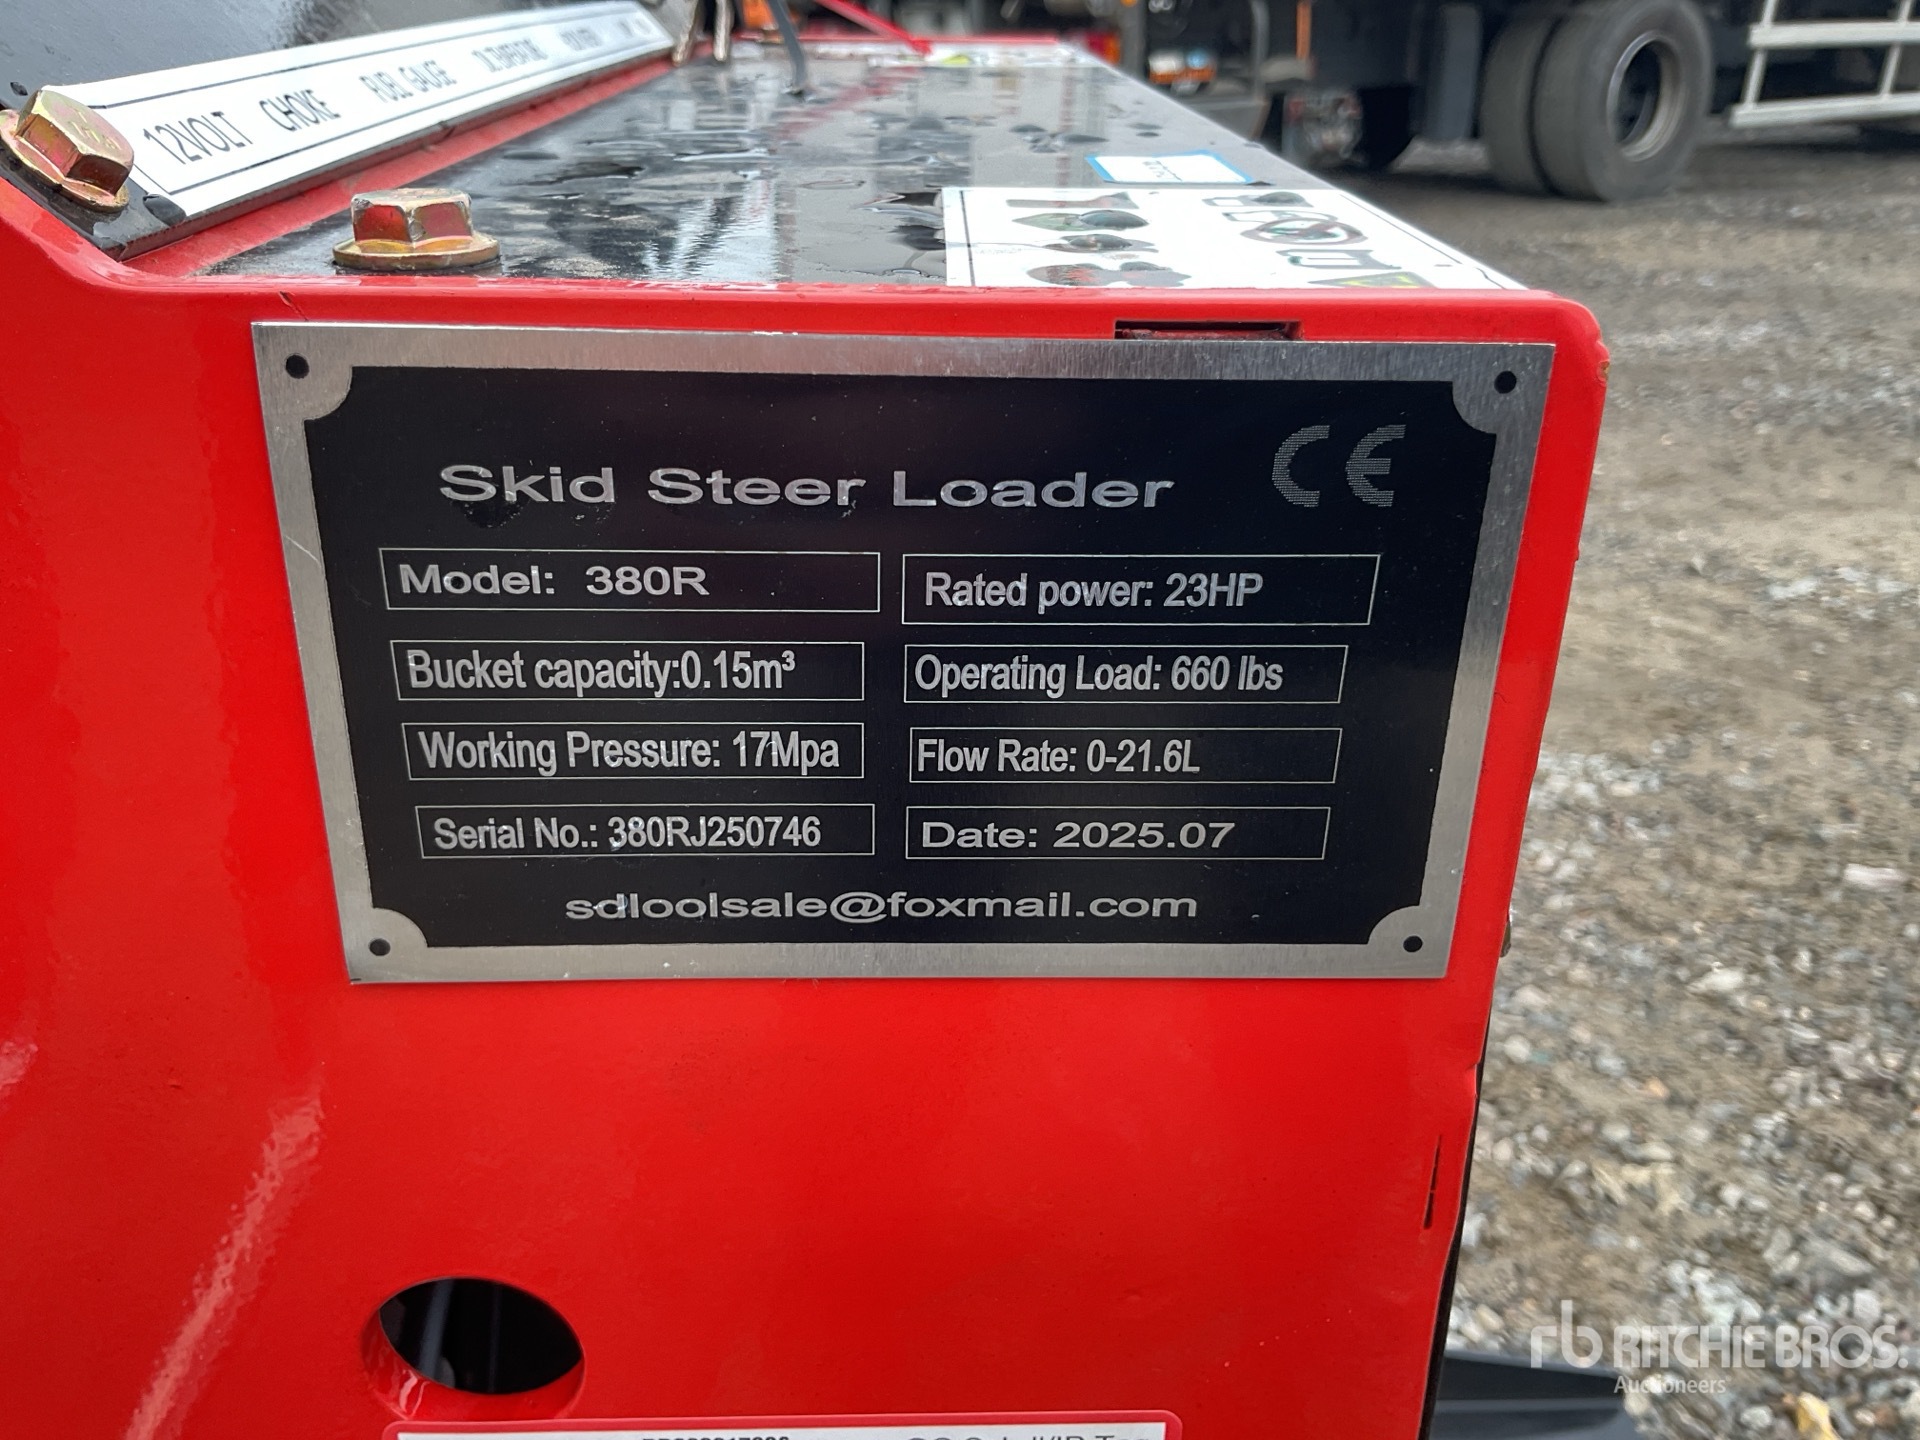 12VOLT CHOKE FUEL GAUGE
Skid Steer Loader CE
Model: 380R
Rated power: 23HP
Bucket capacity:0.15m³
Operating Load: 660 lbs
Working Pressure: 17Mpa
Flow Rate: 0-21.6L
Serial No.: 380RJ250746
Date: 2025.07
sdloolsale@foxmail.com
rb RITCHIE BROS.
Auctioneers